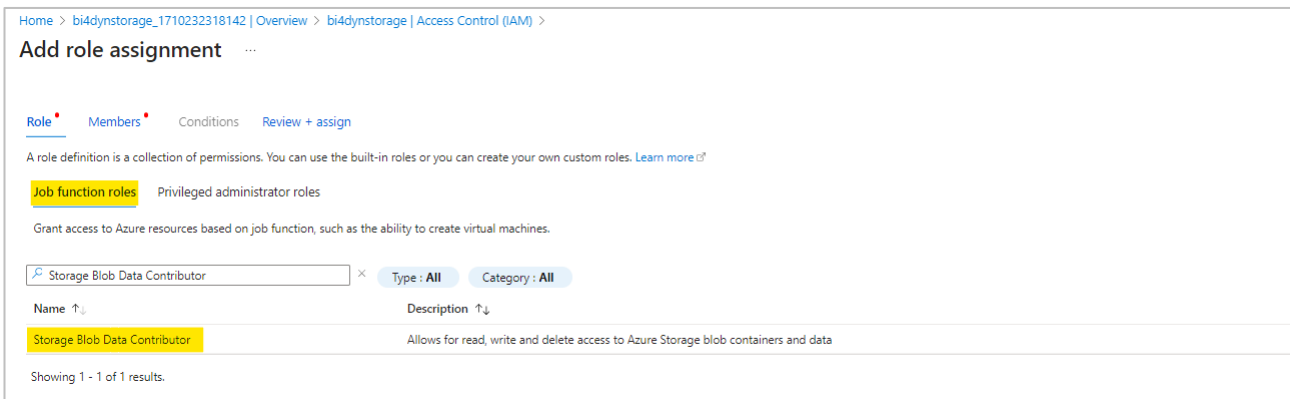 Home > bi4dynstorage_1710232318142 | Overview > bi4dynstorage | Access Control (IAM) >
Add role assignment ...
Role Members Conditions Review + assign
A role definition is a collection of permissions. You can use the built-in roles or you can create your own custom roles. Learn more
Job function roles Privileged administrator roles
Grant access to Azure resources based on job function, such as the ability to create virtual machines.
Storage Blob Data Contributor × Type : All Category : All
Name ↑↓ Description ↑↓
Storage Blob Data Contributor Allows for read, write and delete access to Azure Storage blob containers and data
Showing 1 - 1 of 1 results.